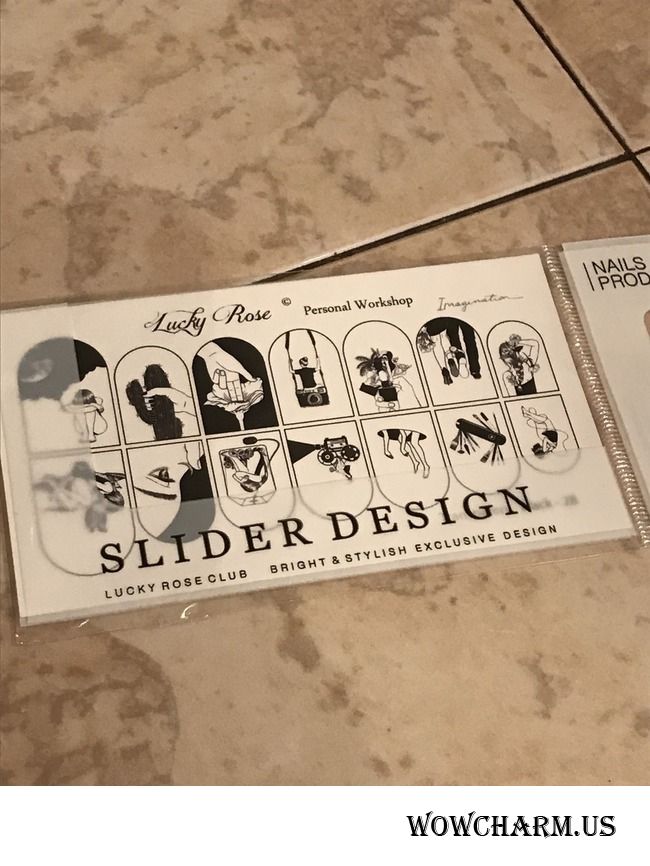 Lucky Rose © Personal Workshop Imagination
NAILS
PROD
SLIDER DESIGN
LUCKY ROSE CLUB BRIGHT & STYLISH EXCLUSIVE DESIGN
WOWCHARM.US